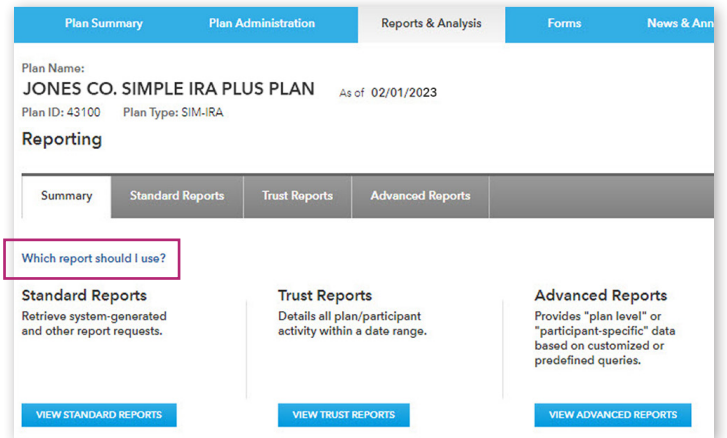 Plan Summary Plan Administration Reports & Analysis Forms News & Ann
Plan Name:
JONES CO. SIMPLE IRA PLUS PLAN As of 02/01/2023
Plan ID: 43100 Plan Type: SIM-IRA
Reporting
Summary Standard Reports Trust Reports Advanced Reports
Which report should I use?
Standard Reports
Retrieve system-generated
and other report requests.
VIEW STANDARD REPORTS
Trust Reports
Details all plan/participant
activity within a date range.
VIEW TRUST REPORTS
Advanced Reports
Provides "plan level" or
"participant-specific" data
based on customized or
predefined queries.
VIEW ADVANCED REPORTS